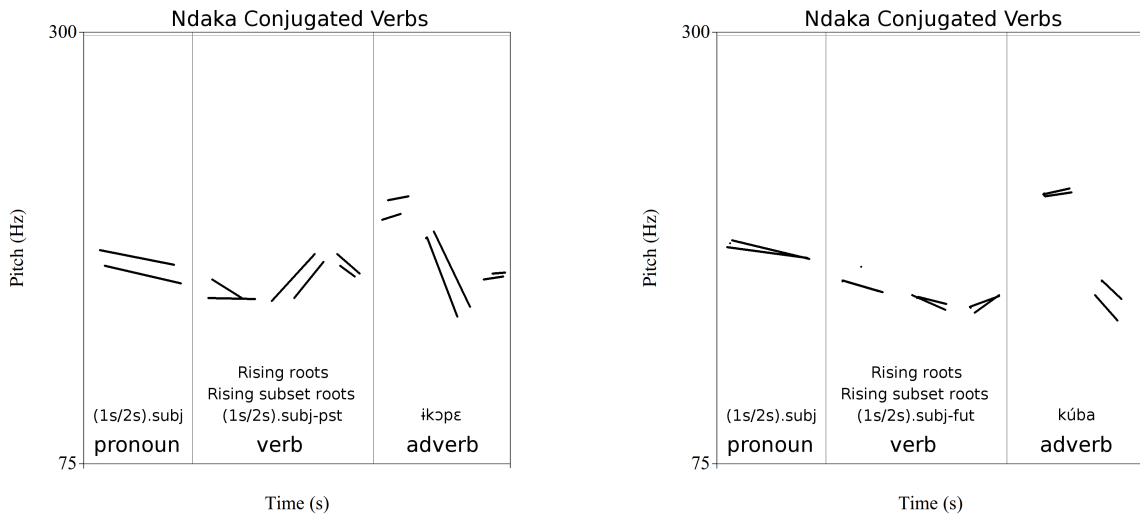 Ndaka Conjugated Verbs
300
Pitch (Hz)
Rising roots
Rising subset roots
(1s/2s).subj (1s/2s).subj-pst ɨkɔpɛ
pronoun verb adverb
75
Time (s)
Ndaka Conjugated Verbs
300
Pitch (Hz)
Rising roots
Rising subset roots
(1s/2s).subj (1s/2s).subj-fut kúba
pronoun verb adverb
75
Time (s)